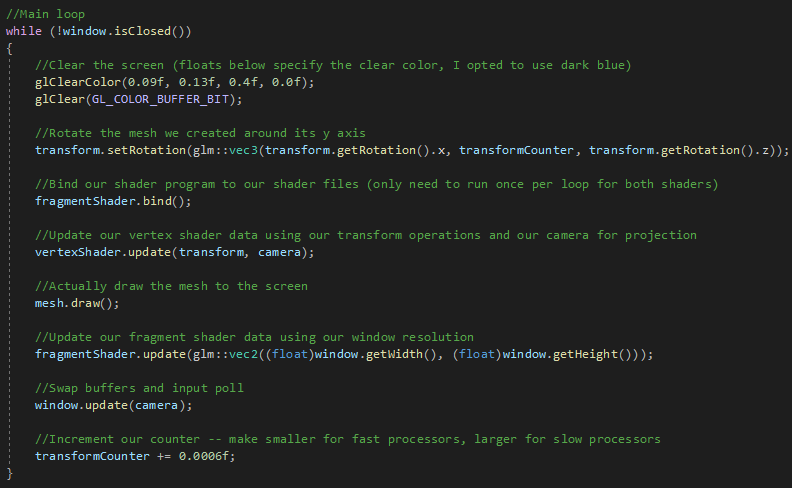 //Main loop
while (!window.isClosed())
{
//Clear the screen (floats below specify the clear color, I opted to use dark blue)
glClearColor(0.09f, 0.13f, 0.4f, 0.0f);
glClear(GL_COLOR_BUFFER_BIT);
//Rotate the mesh we created around its y axis
transform.setRotation(glm::vec3(transform.getRotation().x, transformCounter, transform.getRotation().z));
//Bind our shader program to our shader files (only need to run once per loop for both shaders)
fragmentShader.bind();
//Update our vertex shader data using our transform operations and our camera for projection
vertexShader.update(transform, camera);
//Actually draw the mesh to the screen
mesh.draw();
//Update our fragment shader data using our window resolution
fragmentShader.update(glm::vec2((float)window.getWidth(), (float)window.getHeight()));
//Swap buffers and input poll
window.update(camera);
//Increment our counter -- make smaller for fast processors, larger for slow processors
transformCounter += 0.0006f;
}